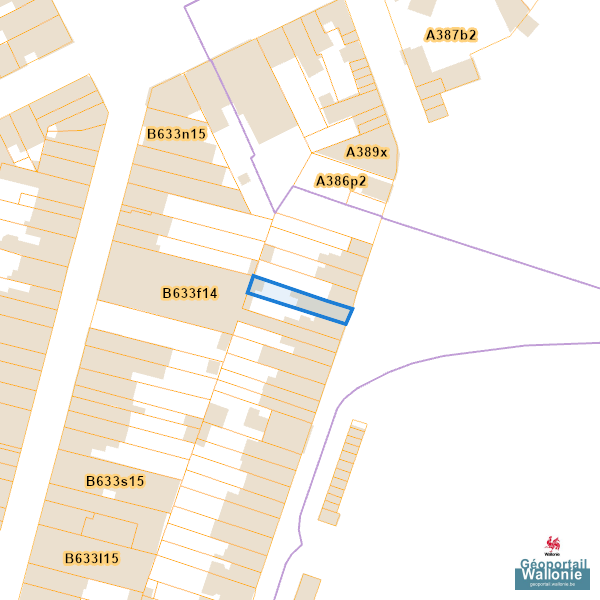 A387b2
B633n15
A389x
A386p2
B633f14
B633s15
B633l15
Wallonie
Géoportail
Wallonie
geoportail.wallonie.be